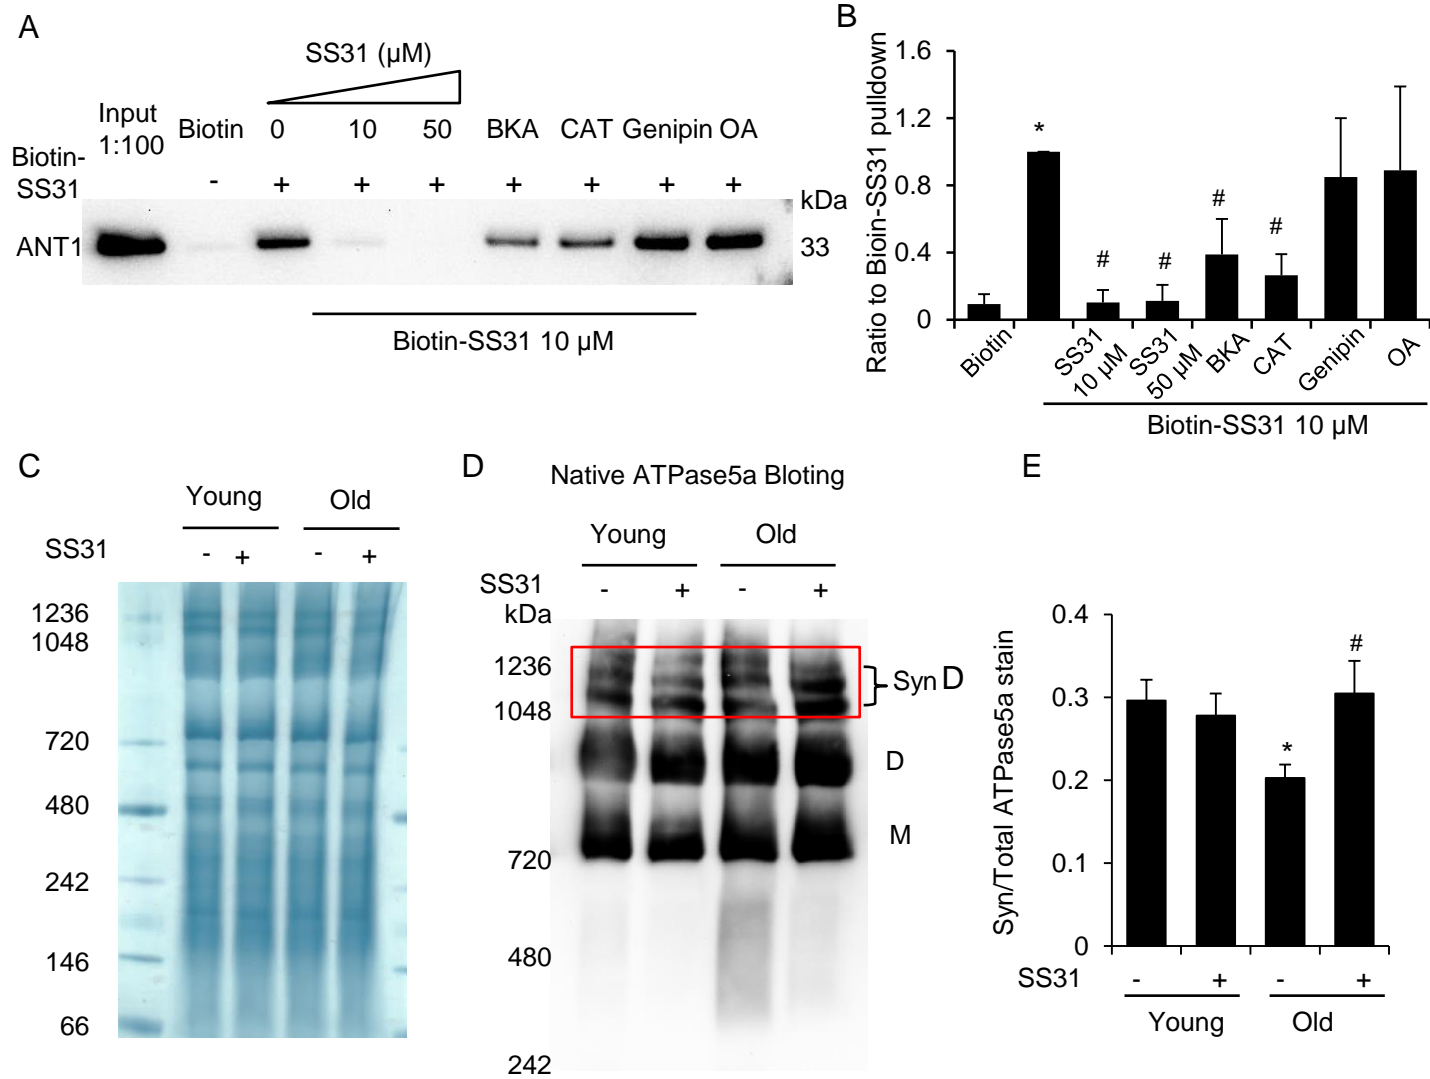 A
SS31 (μM)
Input
1:100
Biotin
0
10
50
BKA
CAT
Genipin
OA
Biotin-
SS31
-
+
+
+
+
+
+
+
kDa
ANT1
33
Biotin-SS31 10 μM
B
Ratio to Bioin-SS31 pulldown
1.6
1.2
0.8
0.4
0
*
#
#
#
#
Biotin
SS31
10 μM
SS31
50 μM
BKA
CAT
Genipin
OA
Biotin-SS31 10 μM
C
Young
Old
SS31
-
+
-
+
1236
1048
720
480
242
146
66
D
Native ATPase5a Bloting
Young
Old
SS31
-
+
-
+
kDa
1236
1048
720
480
242
Syn D
D
M
E
Syn/Total ATPase5a stain
0.4
0.3
0.2
0.1
0
*
#
SS31
-
+
-
+
Young
Old